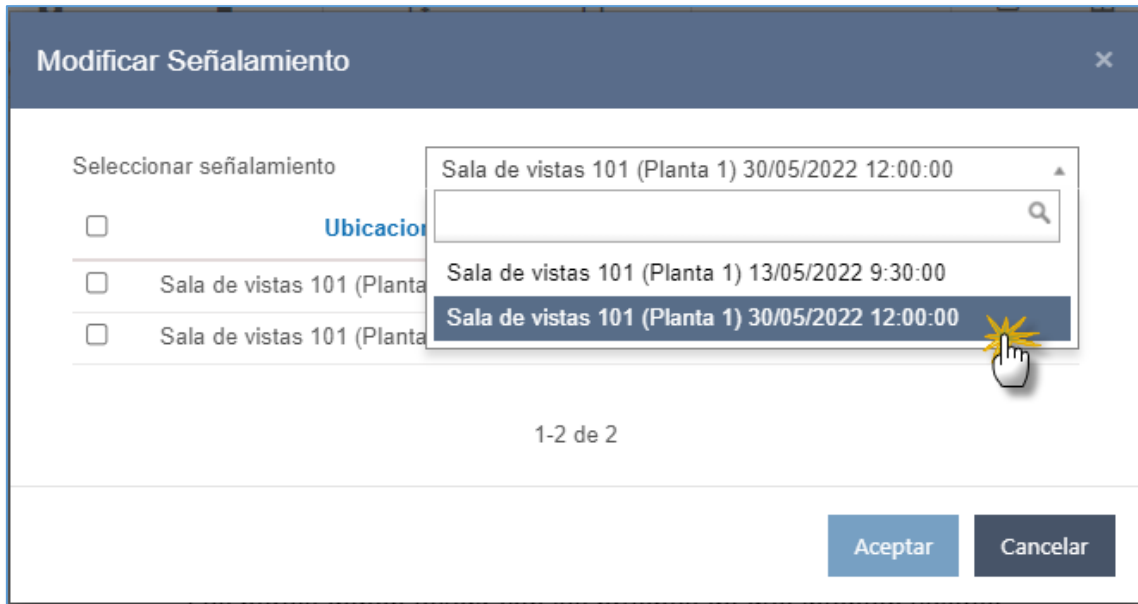 Modificar Señalamiento
×
Seleccionar señalamiento
Sala de vistas 101 (Planta 1) 30/05/2022 12:00:00
Sala de vistas 101 (Planta 1) 13/05/2022 9:30:00
Sala de vistas 101 (Planta 1) 30/05/2022 12:00:00
Ubicacion
Sala de vistas 101 (Planta
Sala de vistas 101 (Planta
1-2 de 2
Aceptar
Cancelar